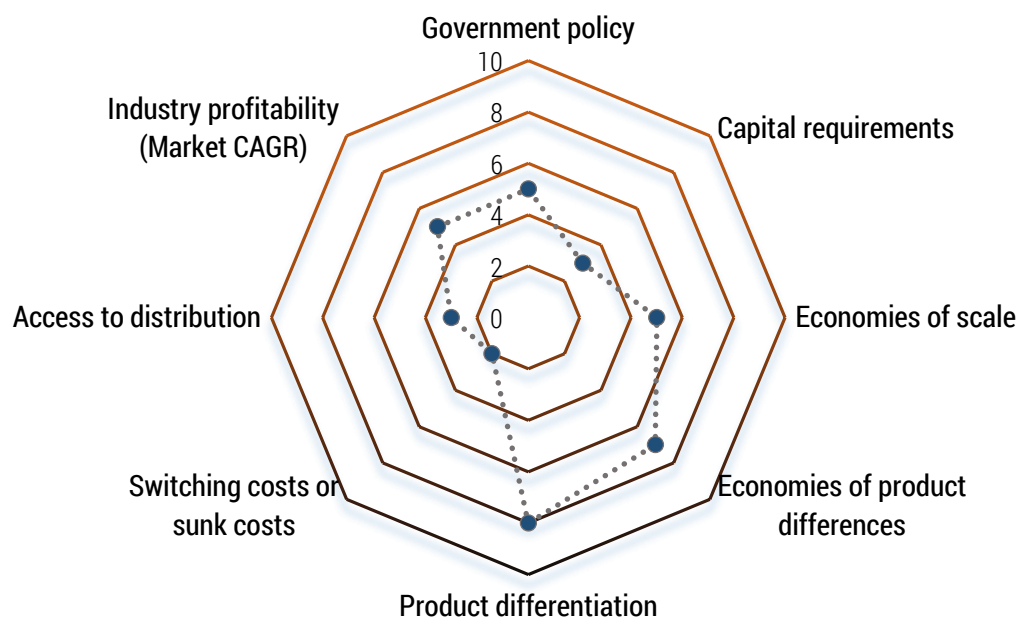 Government policy
10
8
6
4
2
0
Industry profitability
(Market CAGR)
Capital requirements
Access to distribution
Economies of scale
Switching costs or
sunk costs
Economies of product
differences
Product differentiation